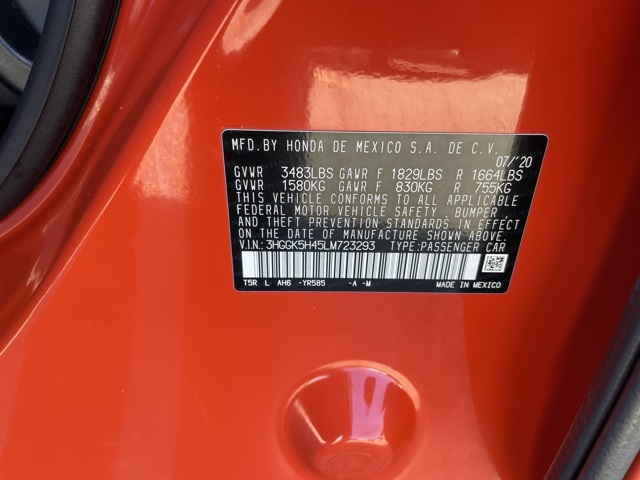 MFD.BY HONDA DE MEXICO S.A. DE C.V.
07/'20
GVWR 3483LBS GAWR F 1829LBS R 1664LBS
GVWR 1580KG GAWR F 830KG R 755KG
THIS VEHICLE CONFORMS TO ALL APPLICABLE
FEDERAL MOTOR VEHICLE SAFETY, BUMPER,
AND THEFT PREVENTION STANDARDS IN EFFECT
ON THE DATE OF MANUFACTURE SHOWN ABOVE.
V.I.N.:3HGGK5H45LM723293 TYPE:PASSENGER CAR
T5R L AH6 -YR585 -A -M MADE IN MEXICO